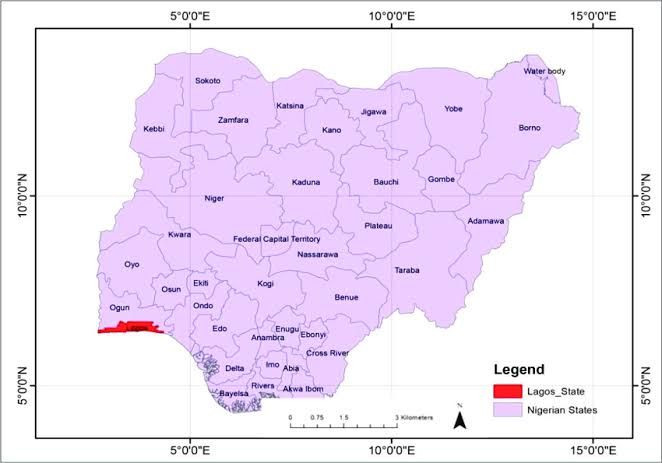 5°0'0"E 10°0'0"E 15°0'0"E
Water body
Sokoto
Katsina
Jigawa
Yobe
Zamfara
Kano
Kebbi
Borno
Kaduna
Bauchi
Gombe
Niger
10°0'0"N
10°0'0"N
Adamawa
Plateau
Kwara
Federal Capital Territory
Nassarawa
Oyo
Taraba
Osun
Ekiti
Kogi
Benue
Ogun
Ondo
Edo
Enugu
Anambra
Ebonyi
Cross River
Delta
Imo
Abia
Rivers
Akwa Ibom
Bayelsa
5°0'0"N
5°0'0"N
Legend
Lagos_State
Nigerian States
N
0 0.75 1.5 3 Kilometers
5°0'0"E 10°0'0"E 15°0'0"E